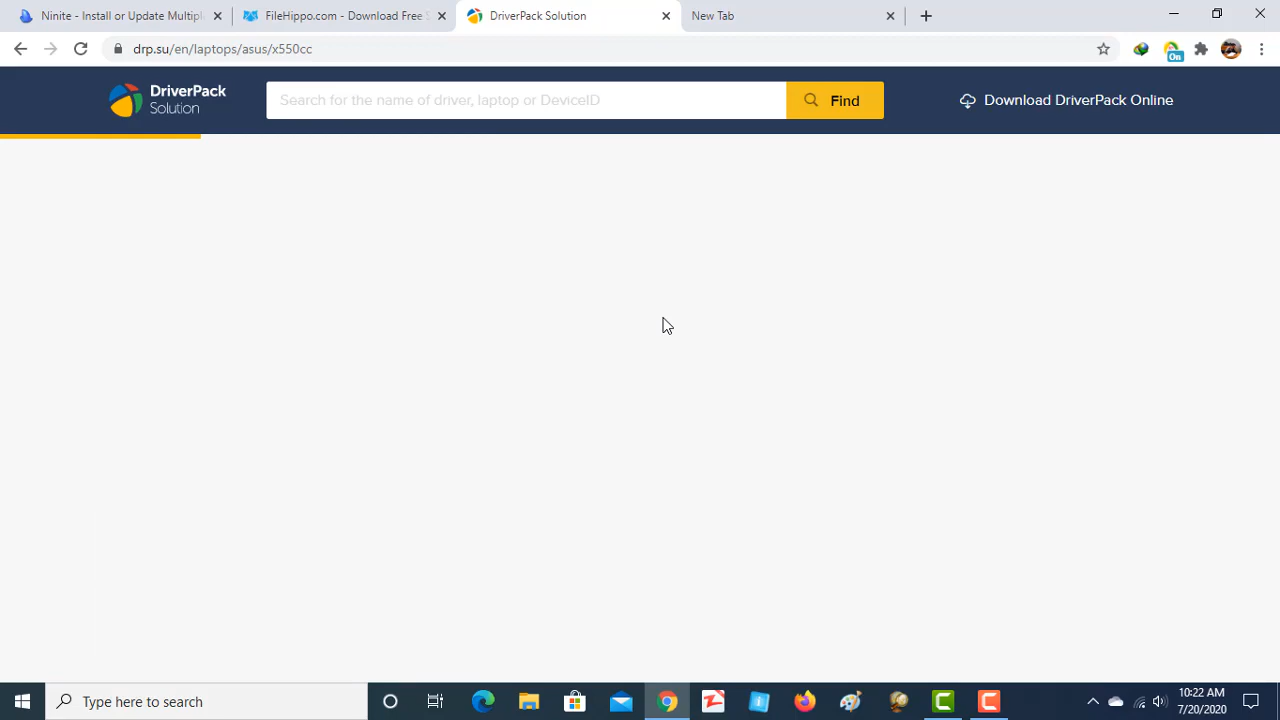 Ninite - Install or Update Multipl
FileHippo.com - Download Free S
DriverPack Solution
New Tab
drp.su/en/laptops/asus/x550cc
On
DriverPack
Solution
Search for the name of driver, laptop or DeviceID
Find
Download DriverPack Online
Type here to search
10:22 AM
7/20/2020